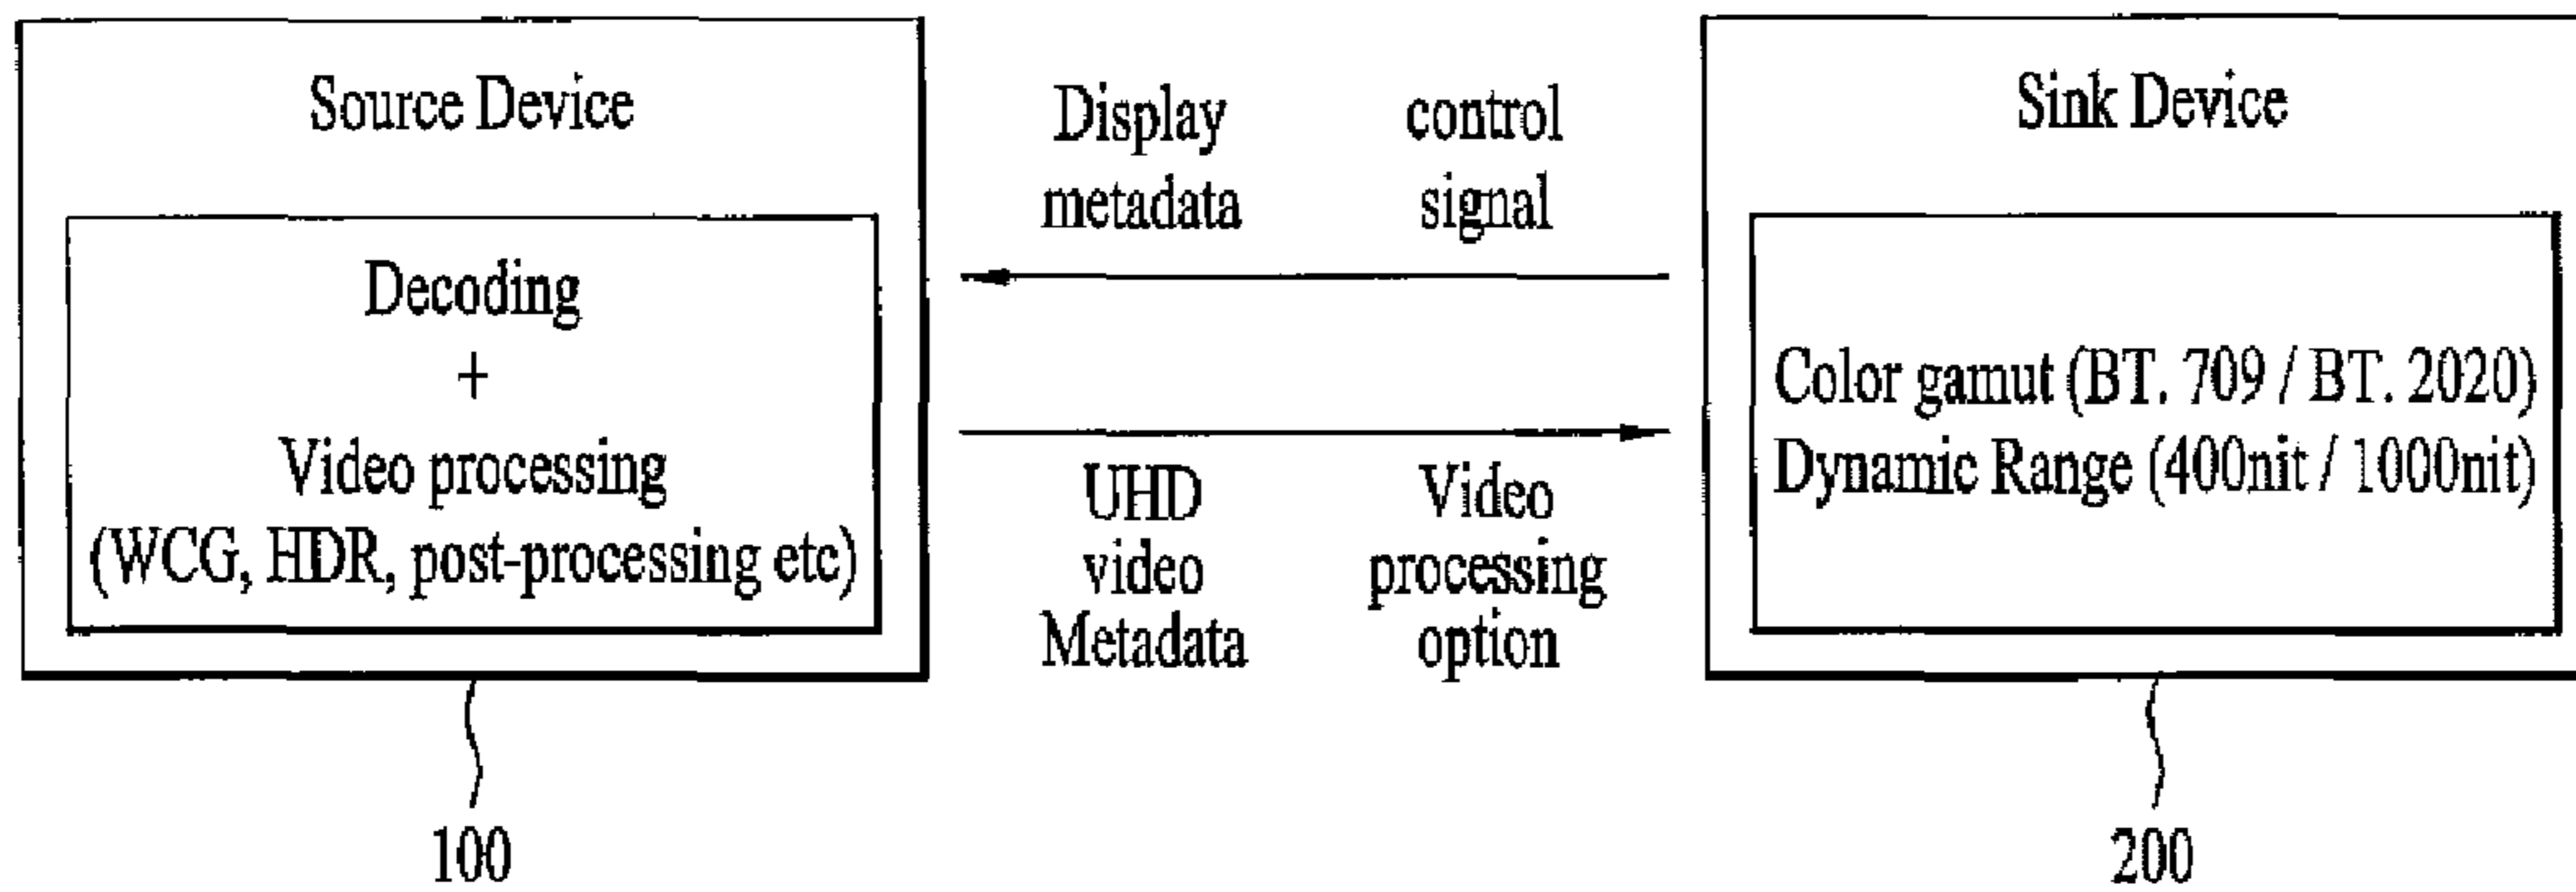 Source Device
Decoding
+
Video processing
(WCG, HDR, post-processing etc)
100
Display
metadata
control
signal
UHD
video
Metadata
Video
processing
option
Sink Device
Color gamut (BT. 709 / BT. 2020)
Dynamic Range (400nit / 1000nit)
200